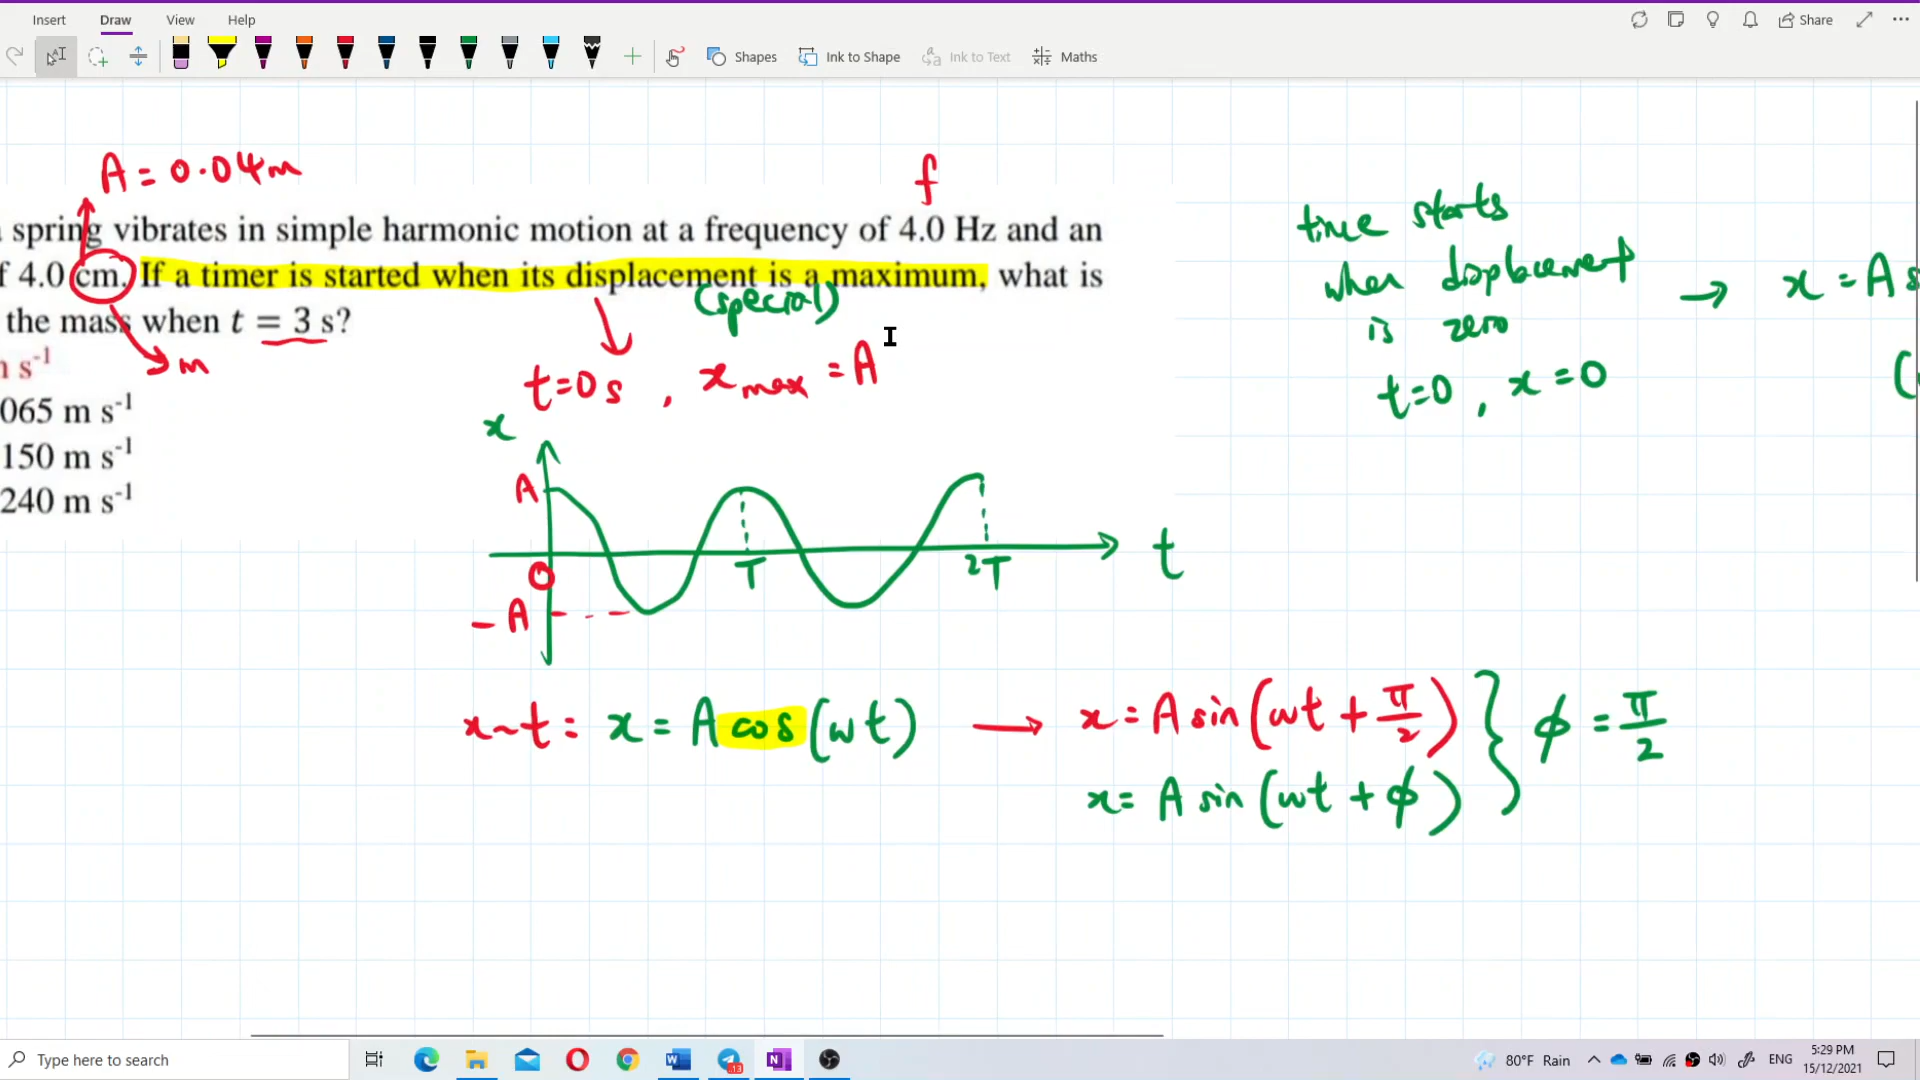 Insert Draw View Help
Share
Shapes Ink to Shape Ink to Text Maths
A = 0.04m
f
spring vibrates in simple harmonic motion at a frequency of 4.0 Hz and an
f 4.0 cm. If a timer is started when its displacement is a maximum, what is
(special)
the mass when t = 3 s?
m
s⁻¹
065 m s⁻¹
150 m s⁻¹
240 m s⁻¹
t=0s , x max = A
time starts
when displacement
is zero
t=0 , x = 0
→ x = A s
(
x
A
O
- A
T
2T
t
x~t : x = A cos (ωt) → x = A sin (ωt + π/2) } ϕ = π/2
x = A sin (ωt + ϕ)
Type here to search
13
80°F Rain
ENG
5:29 PM
15/12/2021